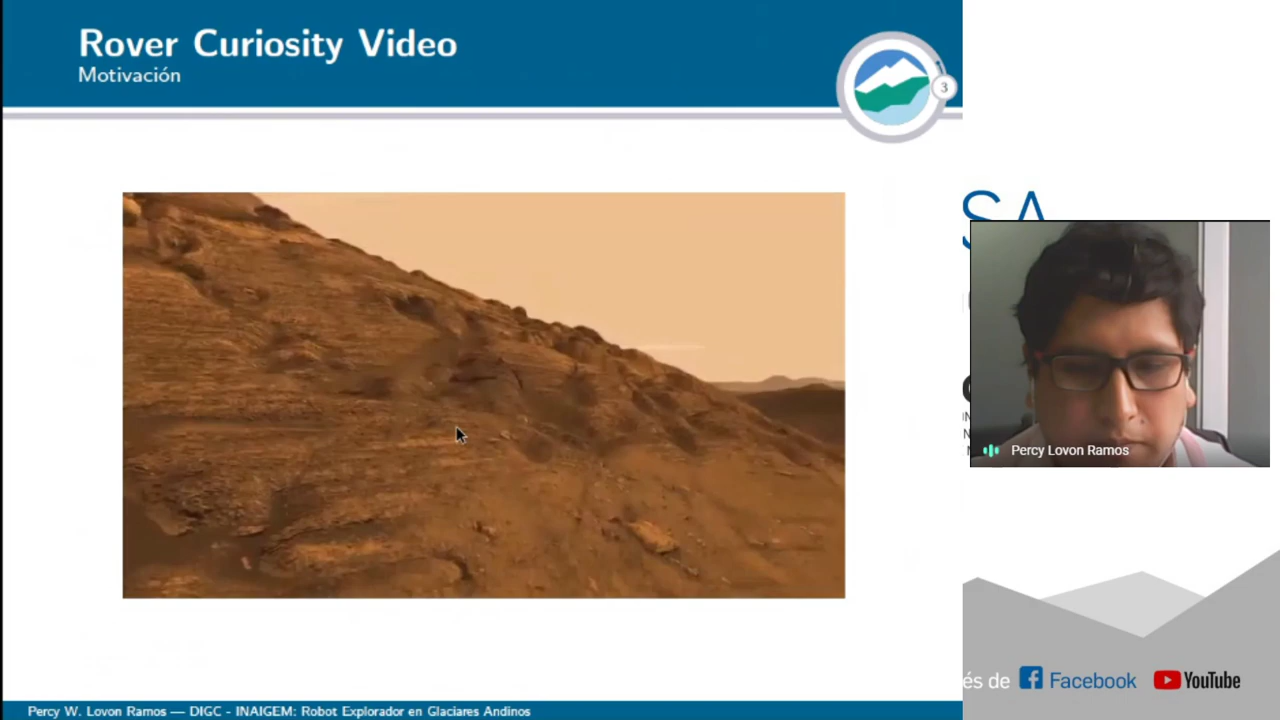 Rover Curiosity Video
Motivación
3
SA
Percy Lovon Ramos
és de Facebook YouTube
Percy W. Lovon Ramos — DIGC - INAIGEM: Robot Explorador en Glaciares Andinos